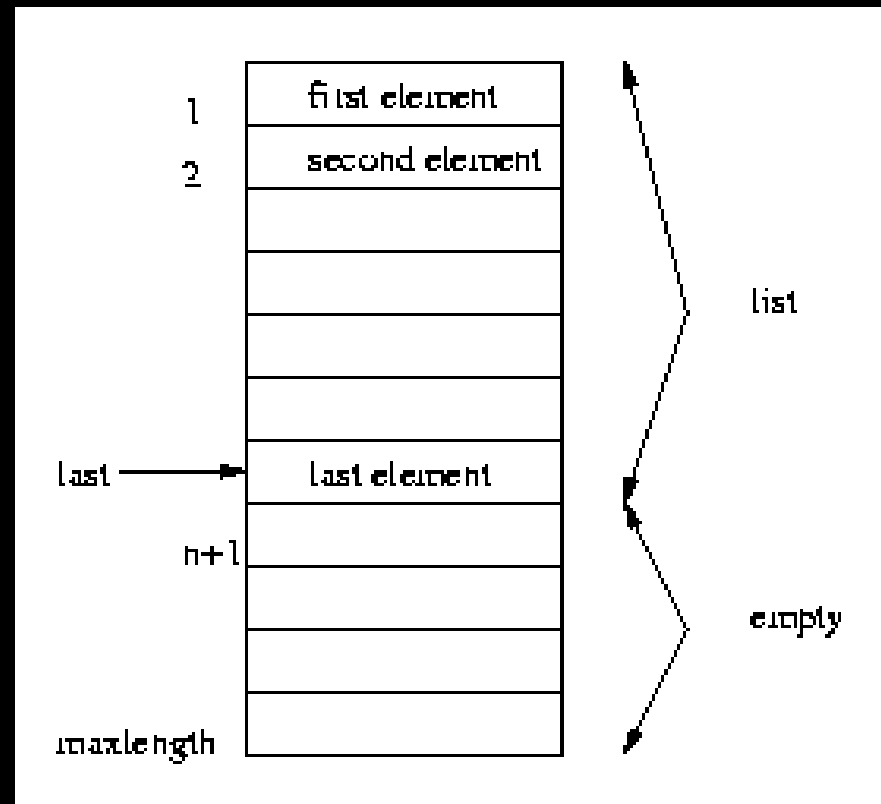 1 first element
2 second element
list
last last element
n+1
empty
maxlength